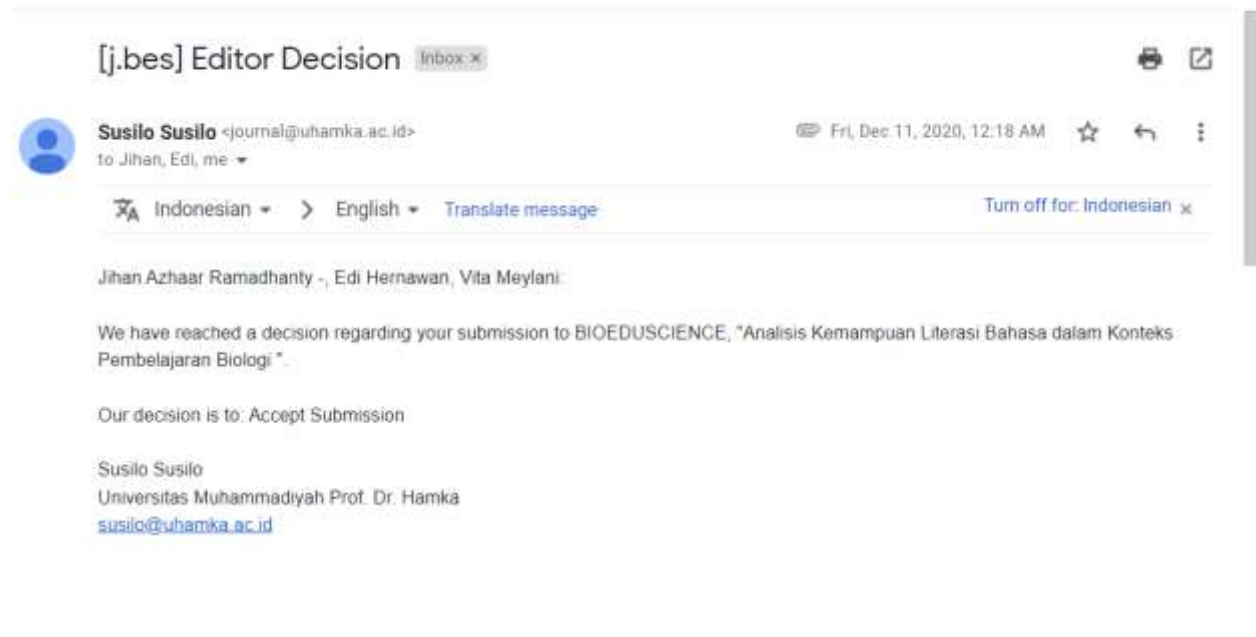 [j.bes] Editor Decision Inbox ×
Susilo Susilo <journal@uhamka.ac.id> Fri, Dec 11, 2020, 12:18 AM
to Jihan, Edi, me
Indonesian > English Translate message Turn off for: Indonesian ×
Jihan Azhaar Ramadhanty -, Edi Hernawan, Vita Meylani:
We have reached a decision regarding your submission to BIOEDUSCIENCE, "Analisis Kemampuan Literasi Bahasa dalam Konteks
Pembelajaran Biologi ".
Our decision is to: Accept Submission
Susilo Susilo
Universitas Muhammadiyah Prof. Dr. Hamka
susilo@uhamka.ac.id